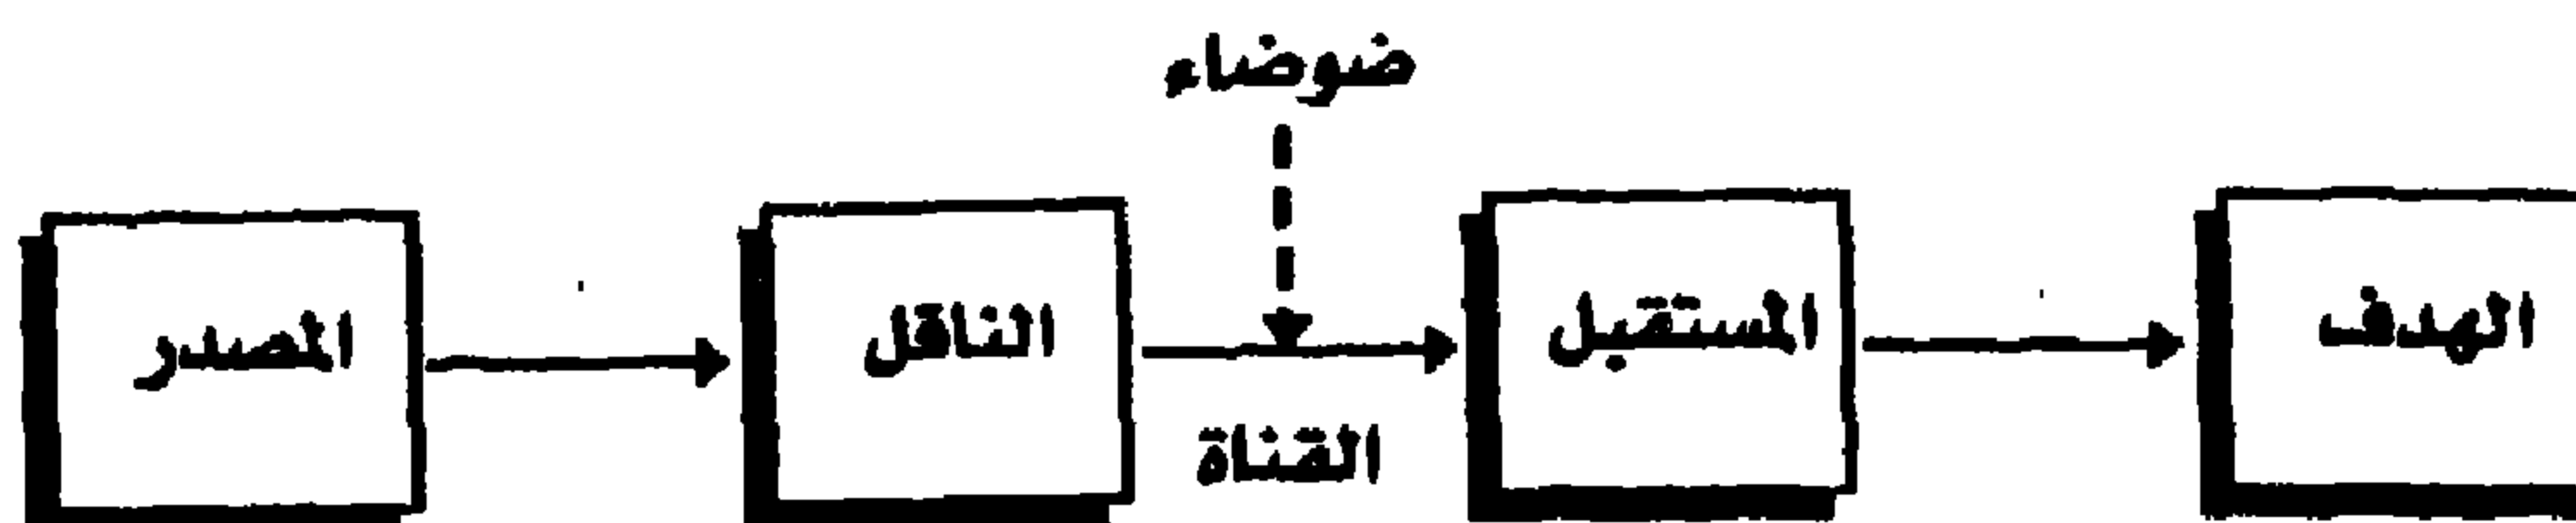 ضوضاء
المصدر
الناقل
المستقبل
الهدف
القناة